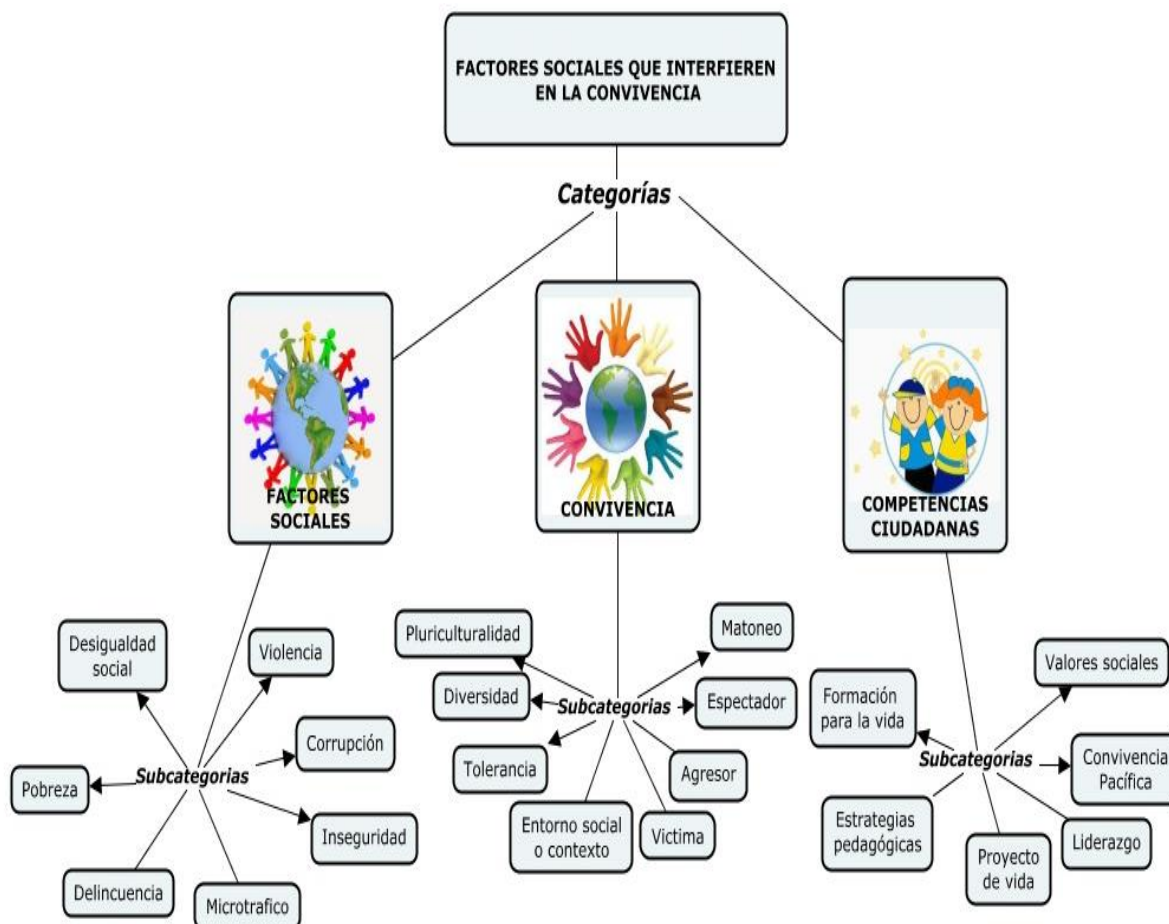 FACTORES SOCIALES QUE INTERFIEREN
EN LA CONVIVENCIA
Categorías
FACTORES
SOCIALES
CONVIVENCIA
COMPETENCIAS
CIUDADANAS
Desigualdad
social
Violencia
Corrupción
Subcategorias
Pobreza
Inseguridad
Delincuencia
Microtrafico
Pluriculturalidad
Matoneo
Diversidad
Subcategorias
Espectador
Tolerancia
Agresor
Entorno social
o contexto
Victima
Valores sociales
Formación
para la vida
Subcategorias
Convivencia
Pacífica
Estrategias
pedagógicas
Liderazgo
Proyecto
de vida